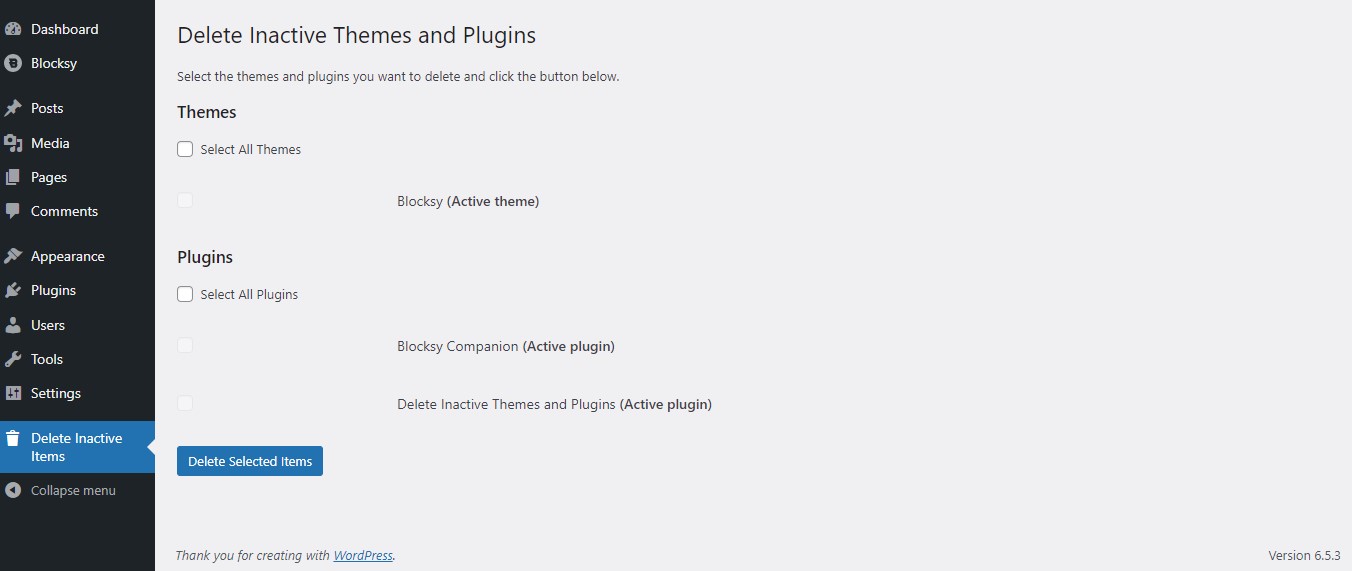 Dashboard
Blocksy
Posts
Media
Pages
Comments
Appearance
Plugins
Users
Tools
Settings
Delete Inactive
Items
Collapse menu
Delete Inactive Themes and Plugins
Select the themes and plugins you want to delete and click the button below.
Themes
Select All Themes
Blocksy (Active theme)
Plugins
Select All Plugins
Blocksy Companion (Active plugin)
Delete Inactive Themes and Plugins (Active plugin)
Delete Selected Items
Thank you for creating with WordPress.
Version 6.5.3